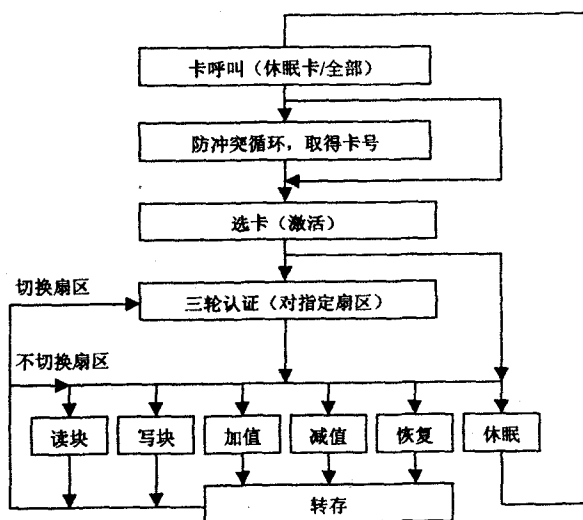 卡呼叫（休眠卡/全部）
防冲突循环，取得卡号
选卡（激活）
切换扇区
三轮认证（对指定扇区）
不切换扇区
读块
写块
加值
减值
恢复
休眠
转存